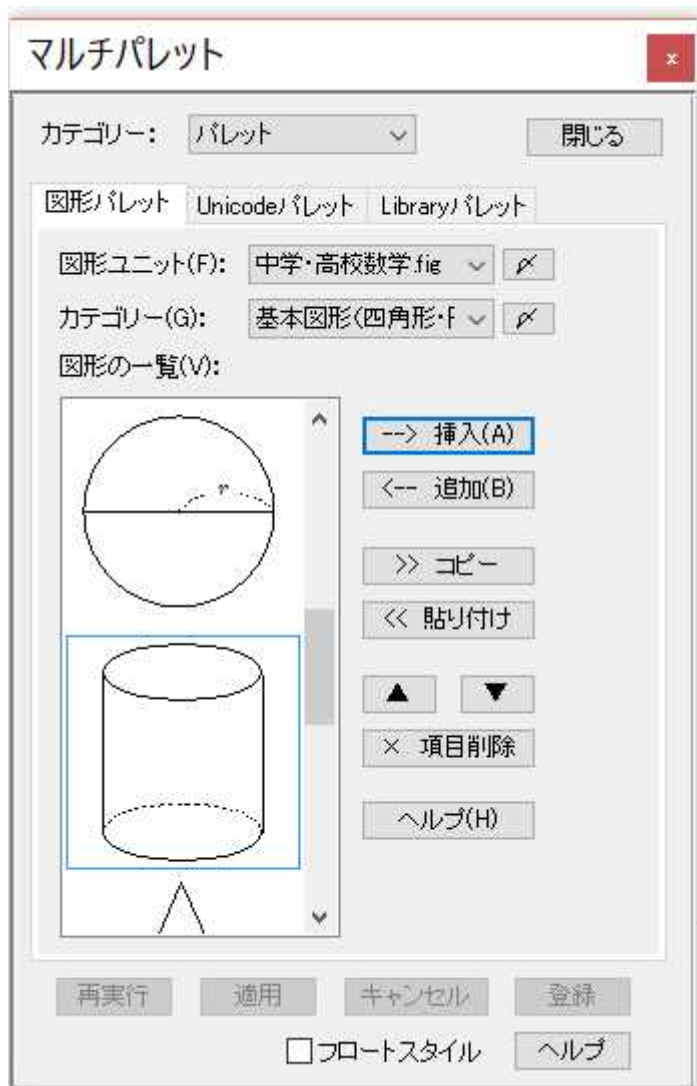 マルチパレット
x
カテゴリー: パレット 閉じる
図形パレット Unicodeパレット Libraryパレット
図形ユニット(F): 中学・高校数学.fig
カテゴリー(G): 基本図形(四角形・
図形の一覧(V):
r
--> 挿入(A)
<-- 追加(B)
>> コピー
<< 貼り付け
▲ ▼
× 項目削除
ヘルプ(H)
再実行 適用 キャンセル 登録
フロートスタイル ヘルプ